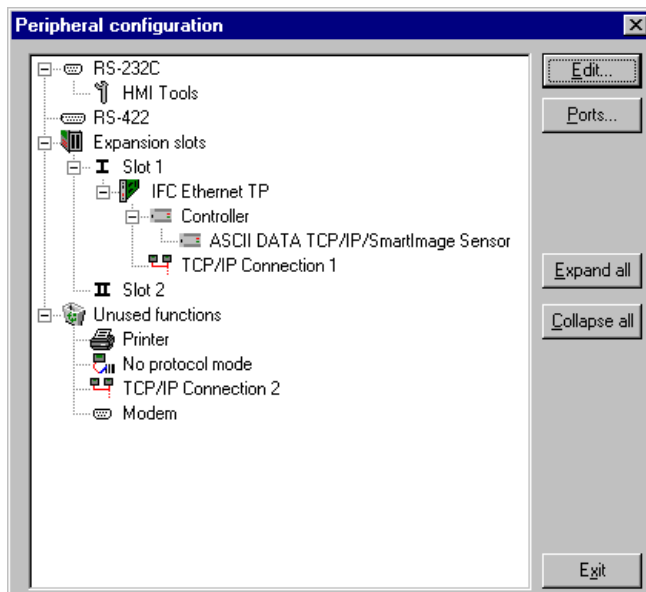 Peripheral configuration
RS-232C
HMI Tools
RS-422
Expansion slots
I Slot 1
IFC Ethernet TP
Controller
ASCII DATA TCP/IP/SmartImage Sensor
TCP/IP Connection 1
II Slot 2
Unused functions
Printer
No protocol mode
TCP/IP Connection 2
Modem
Edit...
Ports...
Expand all
Collapse all
Exit